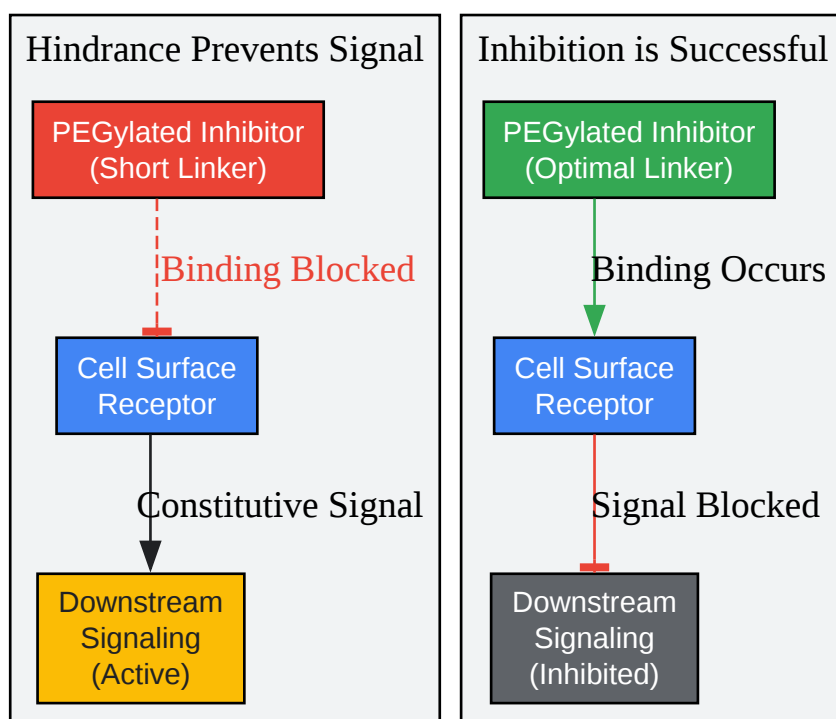 Hindrance Prevents Signal
PEGylated Inhibitor
(Short Linker)
Binding Blocked
Cell Surface
Receptor
Constitutive Signal
Downstream
Signaling
(Active)
Inhibition is Successful
PEGylated Inhibitor
(Optimal Linker)
Binding Occurs
Cell Surface
Receptor
Signal Blocked
Downstream
Signaling
(Inhibited)